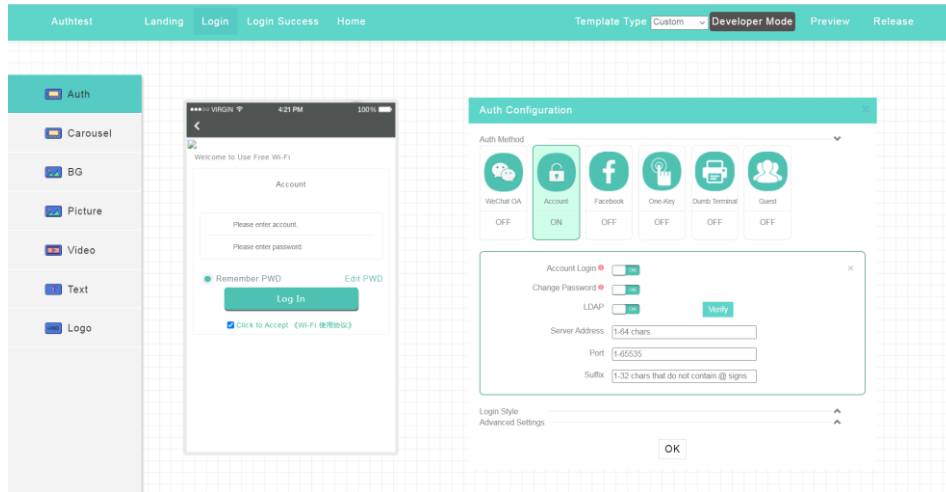 Authtest Landing Login Login Success Home Template Type Custom Developer Mode Preview Release
Auth
Carousel
BG
Picture
Video
Text
Logo
VIRGIN 4:21 PM 100%
Welcome to Use Free Wi-Fi
Account
Please enter account.
Please enter password.
Remember PWD Edit PWD
Log In
Click to Accept 《Wi-Fi 使用协议》
Auth Configuration
Auth Method
WeChat OA Account Facebook One-Key Dumb Terminal Guest
OFF ON OFF OFF OFF OFF
Account Login ON
Change Password ON
LDAP ON Verify
Server Address 1-64 chars.
Port 1-65535
Suffix 1-32 chars that do not contain @ signs
Login Style
Advanced Settings
OK